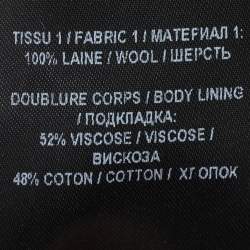 TISSU 1 / FABRIC 1 / МАТЕРИАЛ 1:
100% LAINE / WOOL / ШЕРСТЬ
DOUBLURE CORPS / BODY LINING
/ ПОДКЛАДКА:
52% VISCOSE / VISCOSE /
ВИСКОЗА
48% COTON / COTTON / ХГОПОК